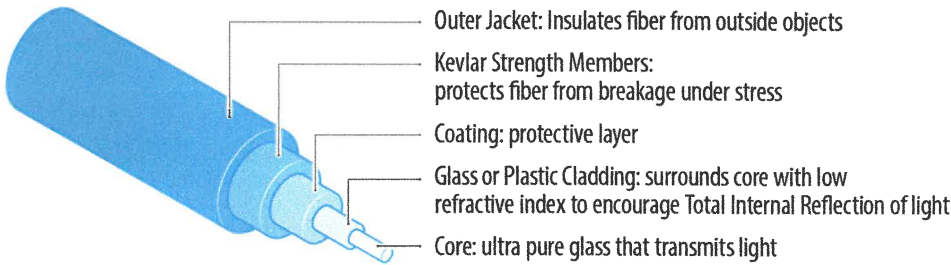 Outer Jacket: Insulates fiber from outside objects
Kevlar Strength Members:
protects fiber from breakage under stress
Coating: protective layer
Glass or Plastic Cladding: surrounds core with low
refractive index to encourage Total Internal Reflection of light
Core: ultra pure glass that transmits light